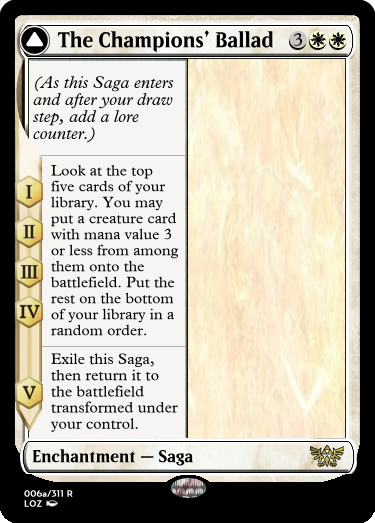 The Champions' Ballad 3
(As this Saga enters
and after your draw
step, add a lore
counter.)
I
II
III
IV
Look at the top
five cards of your
library. You may
put a creature card
with mana value 3
or less from among
them onto the
battlefield. Put the
rest on the bottom
of your library in a
random order.
V
Exile this Saga,
then return it to
the battlefield
transformed under
your control.
Enchantment — Saga
006a/311 R
LOZ